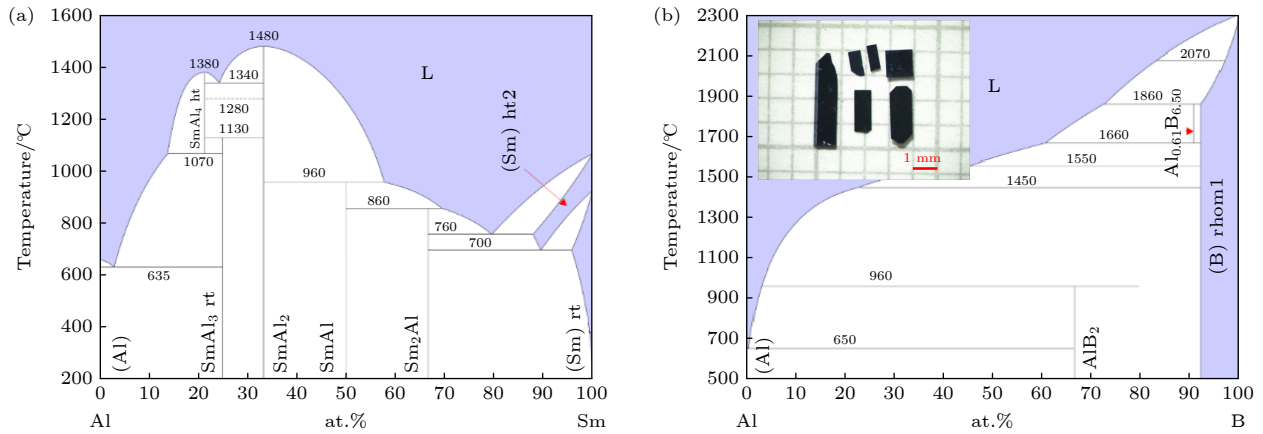 (a)
1600
1400
1200
1000
800
600
400
200
Temperature/℃
0 10 20 30 40 50 60 70 80 90 100
Al at.% Sm
1480
1380
1340
1280
1130
1070
960
860
760
700
635
L
SmAl4 ht
(Sm) ht2
(Al)
SmAl3 rt
SmAl2
SmAl
Sm2Al
(Sm) rt
(b)
2300
2100
1900
1700
1500
1300
1100
900
700
500
Temperature/℃
0 10 20 30 40 50 60 70 80 90 100
Al at.% B
L
2070
1860
1660
1550
1450
960
650
1 mm
Al0.61B6.50
(B) rhom1
(Al)
AlB2